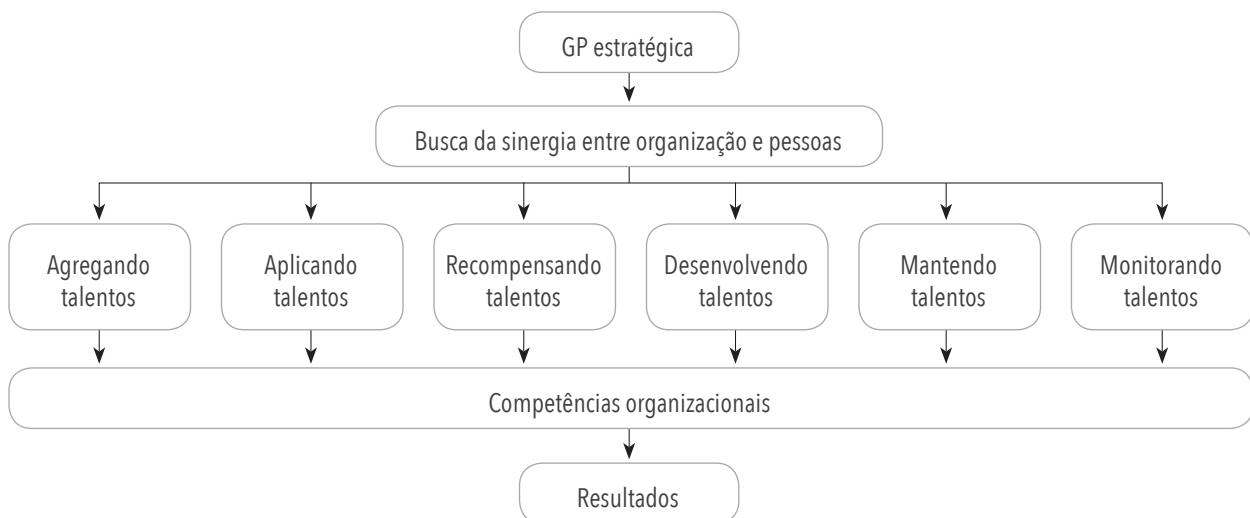 GP estratégica
Busca da sinergia entre organização e pessoas
Agregando
talentos
Aplicando
talentos
Recompensando
talentos
Desenvolvendo
talentos
Mantendo
talentos
Monitorando
talentos
Competências organizacionais
Resultados